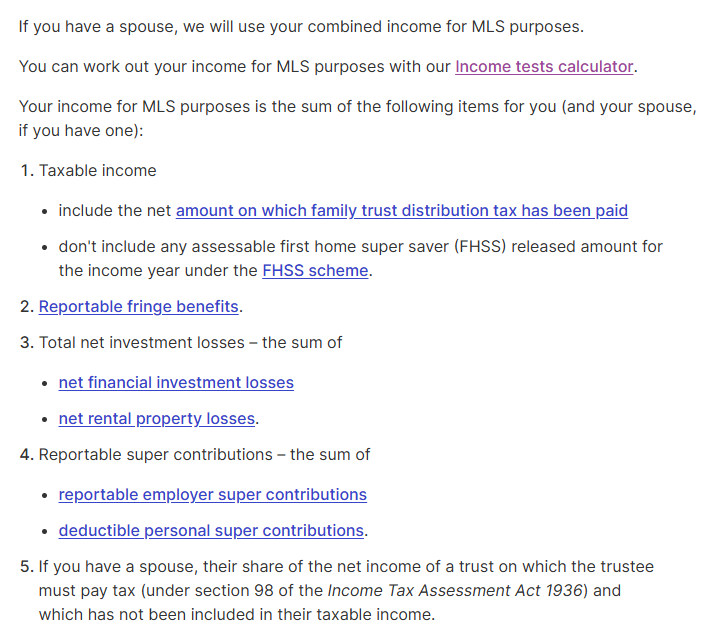 If you have a spouse, we will use your combined income for MLS purposes.
You can work out your income for MLS purposes with our Income tests calculator.
Your income for MLS purposes is the sum of the following items for you (and your spouse,
if you have one):
1. Taxable income
• include the net amount on which family trust distribution tax has been paid
• don't include any assessable first home super saver (FHSS) released amount for
the income year under the FHSS scheme.
2. Reportable fringe benefits.
3. Total net investment losses – the sum of
• net financial investment losses
• net rental property losses.
4. Reportable super contributions – the sum of
• reportable employer super contributions
• deductible personal super contributions.
5. If you have a spouse, their share of the net income of a trust on which the trustee
must pay tax (under section 98 of the Income Tax Assessment Act 1936) and
which has not been included in their taxable income.